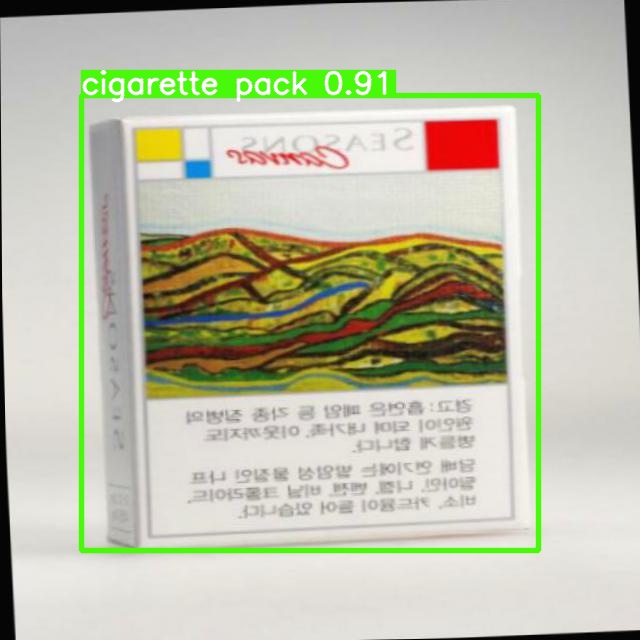 cigarette pack 0.91
SEASONS
Canvas
경고: 흡연은 폐암 등 각종 질병의
원인이 되며 내 가족, 이웃까지도
병들게 합니다.
담배 연기에는 발암성 물질인 나프
틸아민, 니켈, 벤젠, 비닐 크롤라이드,
비소, 카드뮴이 들어 있습니다.
SEASONS